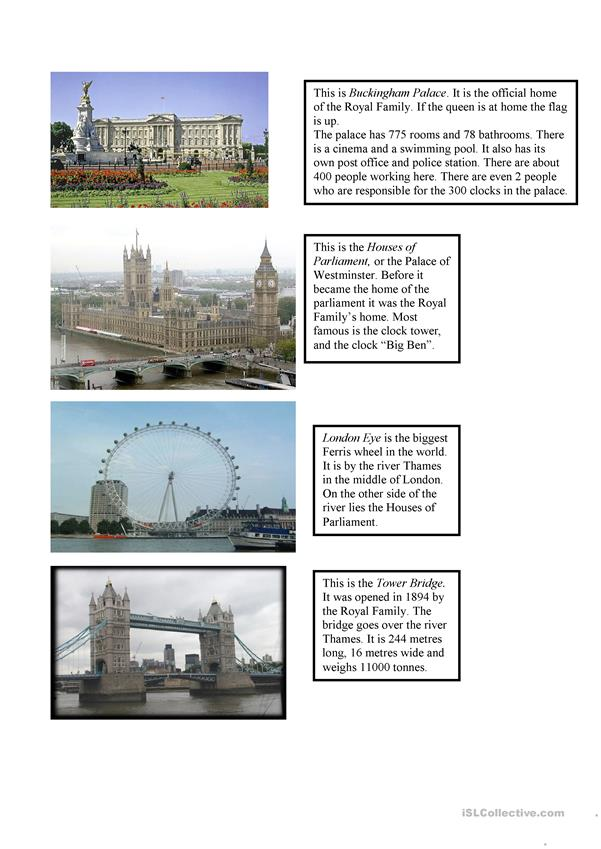 This is Buckingham Palace. It is the official home
of the Royal Family. If the queen is at home the flag
is up.
The palace has 775 rooms and 78 bathrooms. There
is a cinema and a swimming pool. It also has its
own post office and police station. There are about
400 people working here. There are even 2 people
who are responsible for the 300 clocks in the palace.
This is the Houses of
Parliament, or the Palace of
Westminster. Before it
became the home of the
parliament it was the Royal
Family's home. Most
famous is the clock tower,
and the clock “Big Ben”.
London Eye is the biggest
Ferris wheel in the world.
It is by the river Thames
in the middle of London.
On the other side of the
river lies the Houses of
Parliament.
This is the Tower Bridge.
It was opened in 1894 by
the Royal Family. The
bridge goes over the river
Thames. It is 244 metres
long, 16 metres wide and
weighs 11000 tonnes.
iSLCollective.com